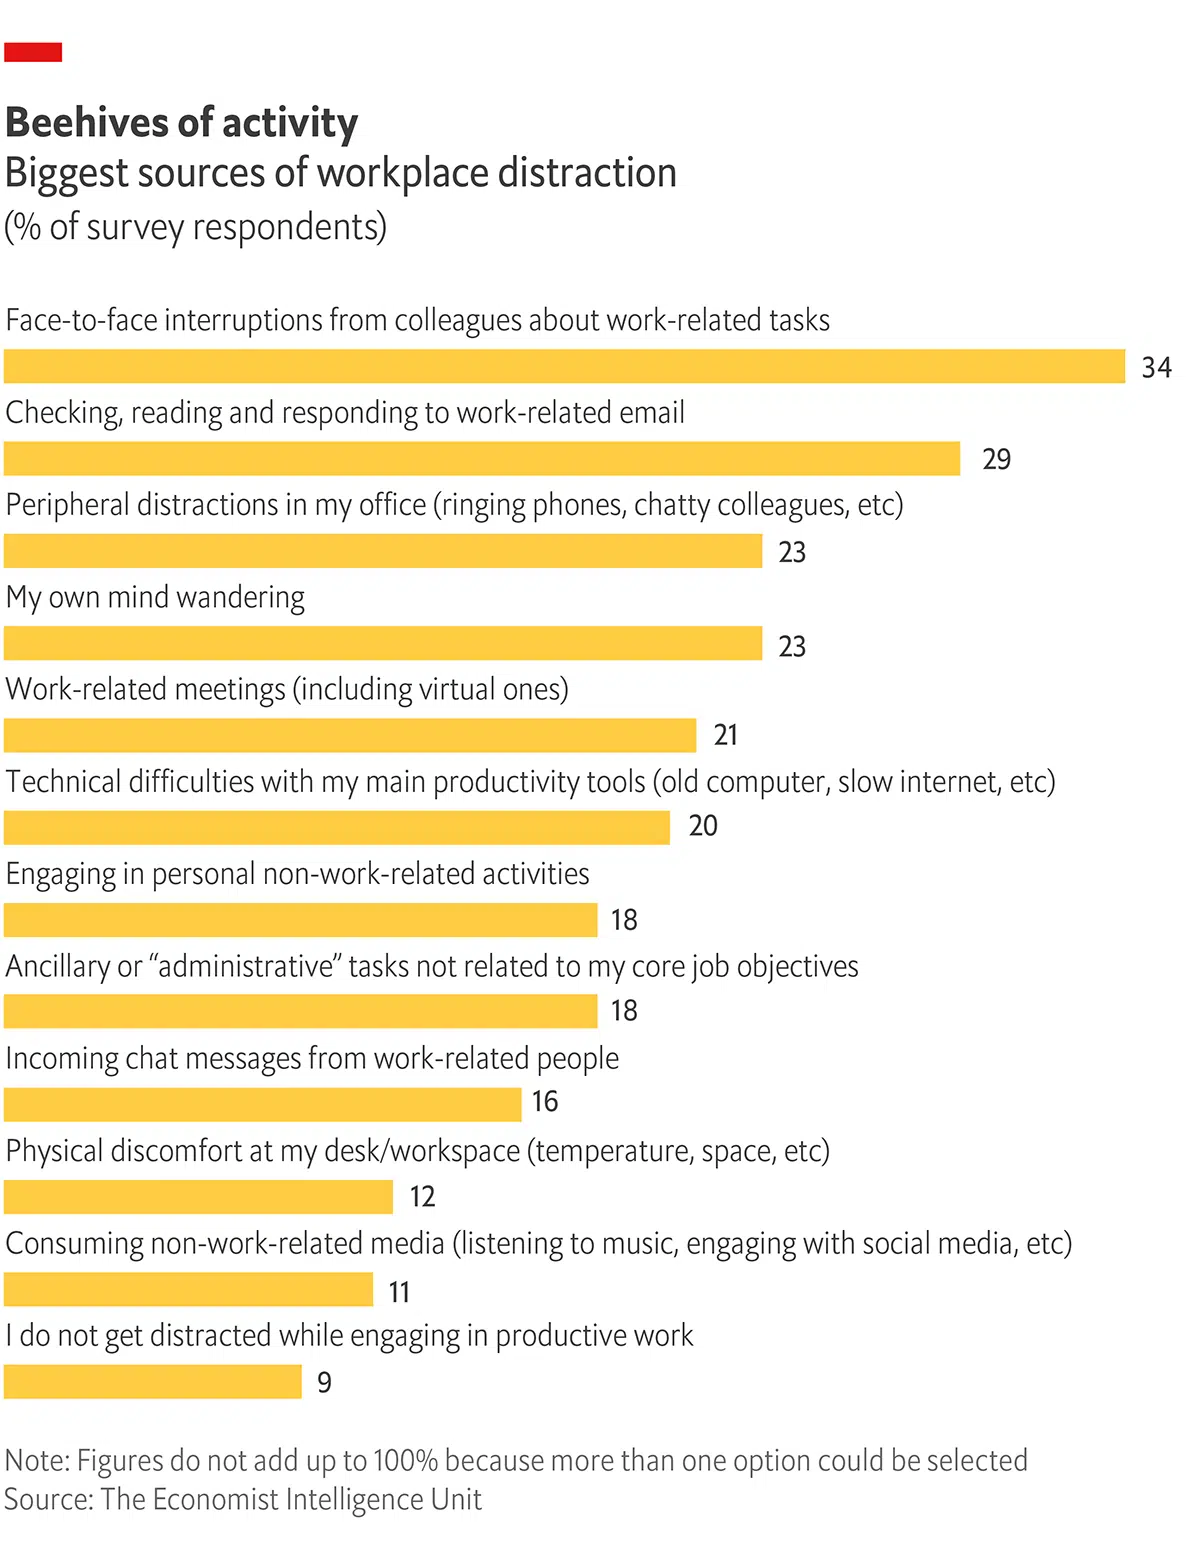 Beehives of activity
Biggest sources of workplace distraction
(% of survey respondents)
Face-to-face interruptions from colleagues about work-related tasks
34
Checking, reading and responding to work-related email
29
Peripheral distractions in my office (ringing phones, chatty colleagues, etc)
23
My own mind wandering
23
Work-related meetings (including virtual ones)
21
Technical difficulties with my main productivity tools (old computer, slow internet, etc)
20
Engaging in personal non-work-related activities
18
Ancillary or “administrative” tasks not related to my core job objectives
18
Incoming chat messages from work-related people
16
Physical discomfort at my desk/workspace (temperature, space, etc)
12
Consuming non-work-related media (listening to music, engaging with social media, etc)
11
I do not get distracted while engaging in productive work
9
Note: Figures do not add up to 100% because more than one option could be selected
Source: The Economist Intelligence Unit